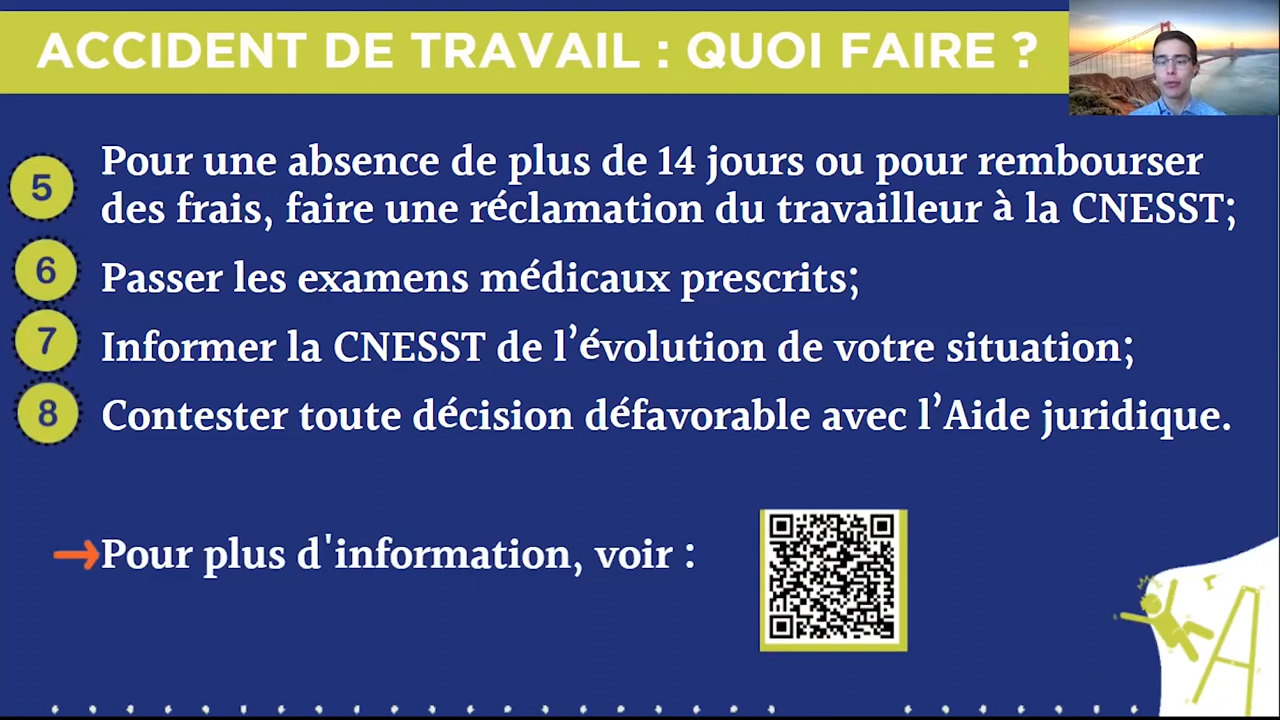 ACCIDENT DE TRAVAIL : QUOI FAIRE ?
5
Pour une absence de plus de 14 jours ou pour rembourser
des frais, faire une réclamation du travailleur à la CNESST;
6
Passer les examens médicaux prescrits;
7
Informer la CNESST de l’évolution de votre situation;
8
Contester toute décision défavorable avec l’Aide juridique.
→Pour plus d'information, voir :